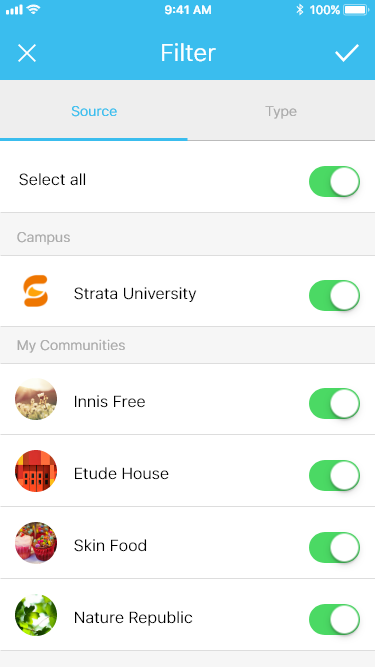 9:41 AM 100%
Filter
Source Type
Select all
Campus
Strata University
My Communities
Innis Free
Etude House
Skin Food
Nature Republic